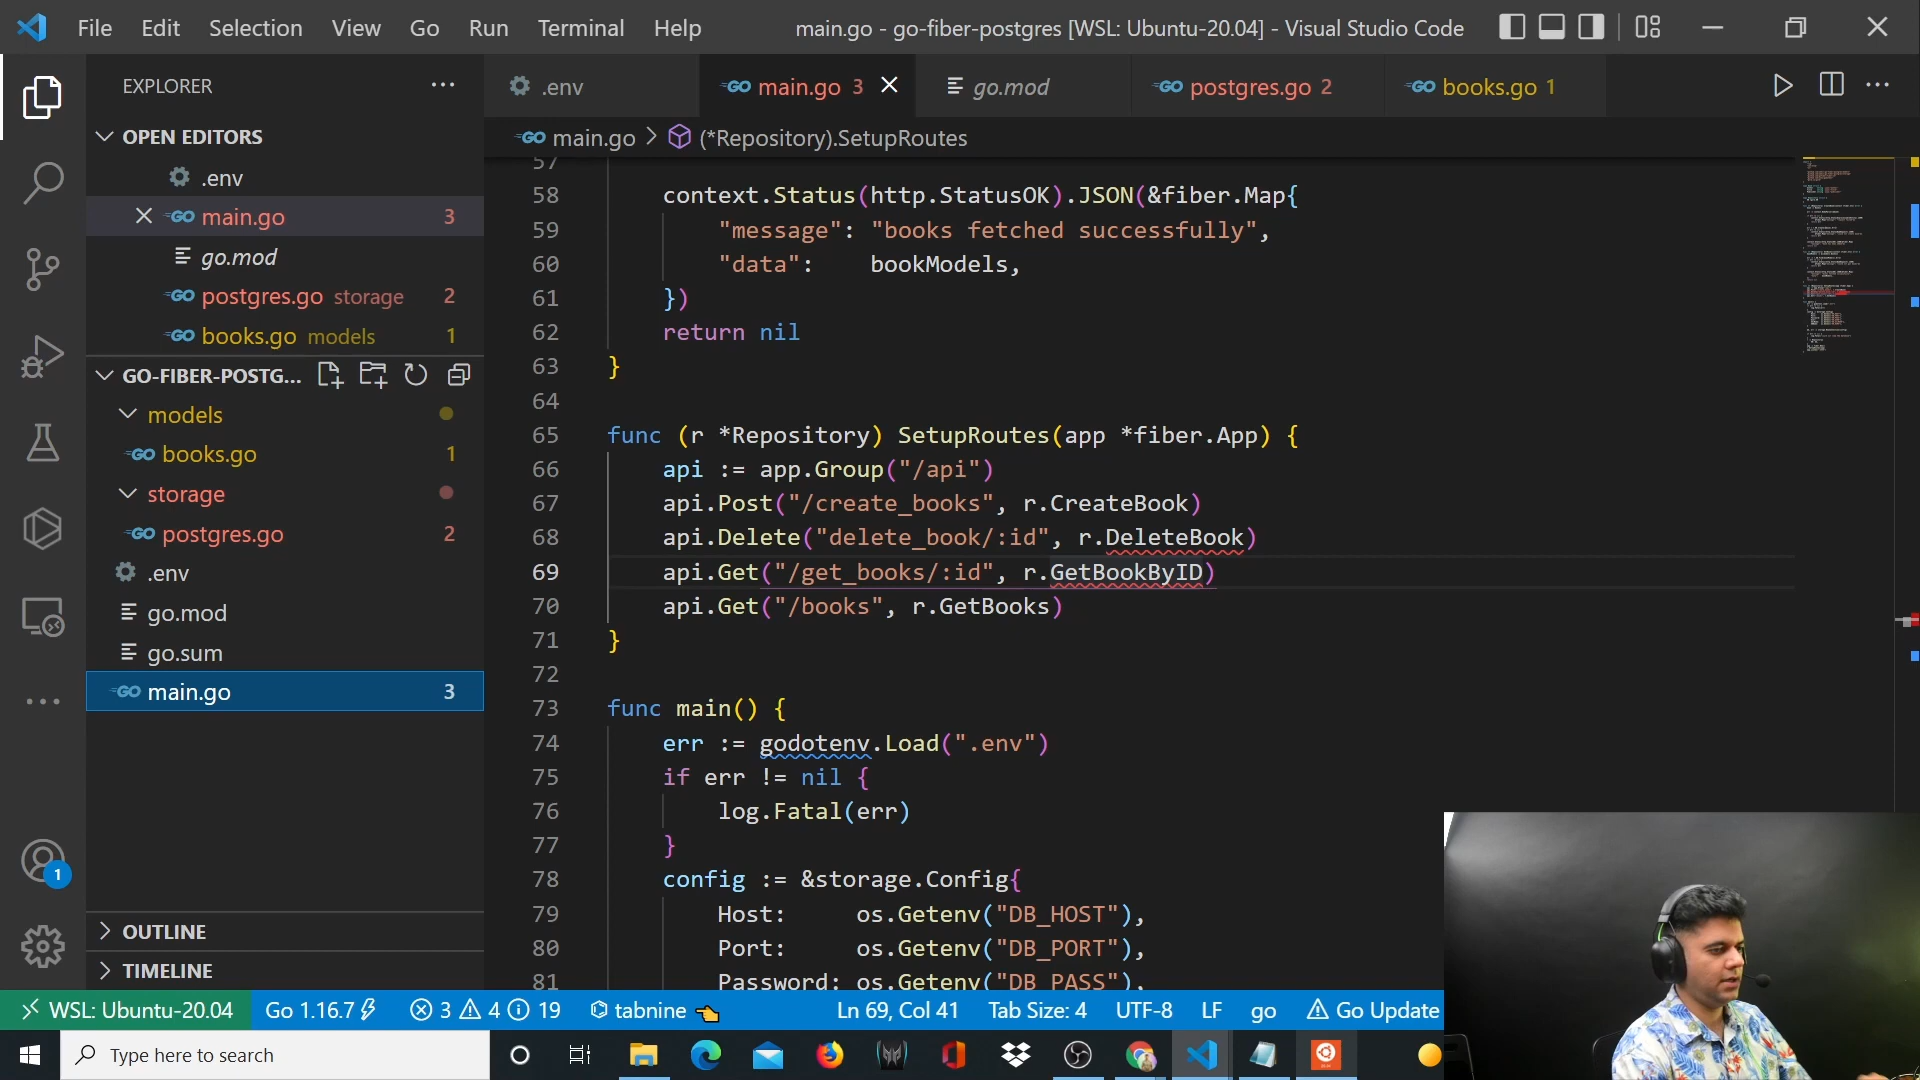 File Edit Selection View Go Run Terminal Help
main.go - go-fiber-postgres [WSL: Ubuntu-20.04] - Visual Studio Code
EXPLORER
.env
main.go 3
go.mod
postgres.go 2
books.go 1
OPEN EDITORS
.env
main.go 3
go.mod
postgres.go storage 2
books.go models 1
GO-FIBER-POSTG...
models
books.go 1
storage
postgres.go 2
.env
go.mod
go.sum
main.go 3
OUTLINE
TIMELINE
main.go > (*Repository).SetupRoutes
57
58 context.Status(http.StatusOK).JSON(&fiber.Map{
59 "message": "books fetched successfully",
60 "data":    bookModels,
61 })
62 return nil
63 }
64
65 func (r *Repository) SetupRoutes(app *fiber.App) {
66 api := app.Group("/api")
67 api.Post("/create_books", r.CreateBook)
68 api.Delete("delete_book/:id", r.DeleteBook)
69 api.Get("/get_books/:id", r.GetBookByID)
70 api.Get("/books", r.GetBooks)
71 }
72
73 func main() {
74 err := godotenv.Load(".env")
75 if err != nil {
76 log.Fatal(err)
77 }
78 config := &storage.Config{
79 Host:     os.Getenv("DB_HOST"),
80 Port:     os.Getenv("DB_PORT"),
81 Password: os.Getenv("DB_PASS"),
1
WSL: Ubuntu-20.04 Go 1.16.7 3 4 19 tabnine Ln 69, Col 41 Tab Size: 4 UTF-8 LF go Go Update
Type here to search